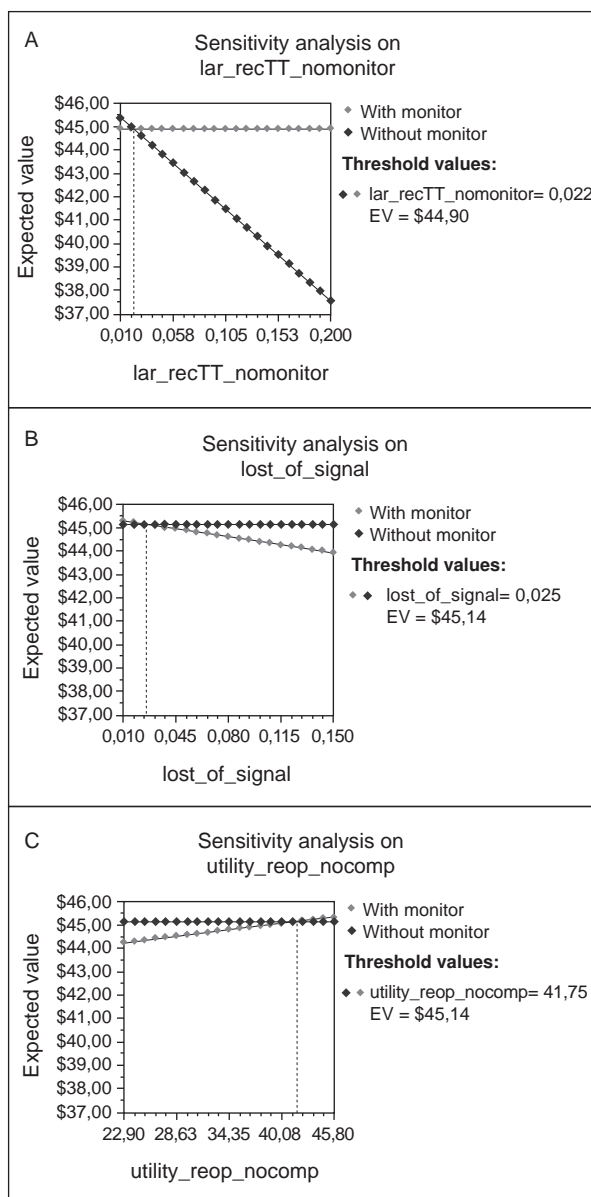 A
Sensitivity analysis on
lar_recTT_nomonitor
Expected value
$46,00
$45,00
$44,00
$43,00
$42,00
$41,00
$40,00
$39,00
$38,00
$37,00
0,010 0,058 0,105 0,153 0,200
lar_recTT_nomonitor
With monitor
Without monitor
Threshold values:
lar_recTT_nomonitor= 0,022
EV = $44,90
B
Sensitivity analysis on
lost_of_signal
Expected value
$46,00
$45,00
$44,00
$43,00
$42,00
$41,00
$40,00
$39,00
$38,00
$37,00
0,010 0,045 0,080 0,115 0,150
lost_of_signal
With monitor
Without monitor
Threshold values:
lost_of_signal= 0,025
EV = $45,14
C
Sensitivity analysis on
utility_reop_nocomp
Expected value
$46,00
$45,00
$44,00
$43,00
$42,00
$41,00
$40,00
$39,00
$38,00
$37,00
22,90 28,63 34,35 40,08 45,80
utility_reop_nocomp
With monitor
Without monitor
Threshold values:
utility_reop_nocomp= 41,75
EV = $45,14